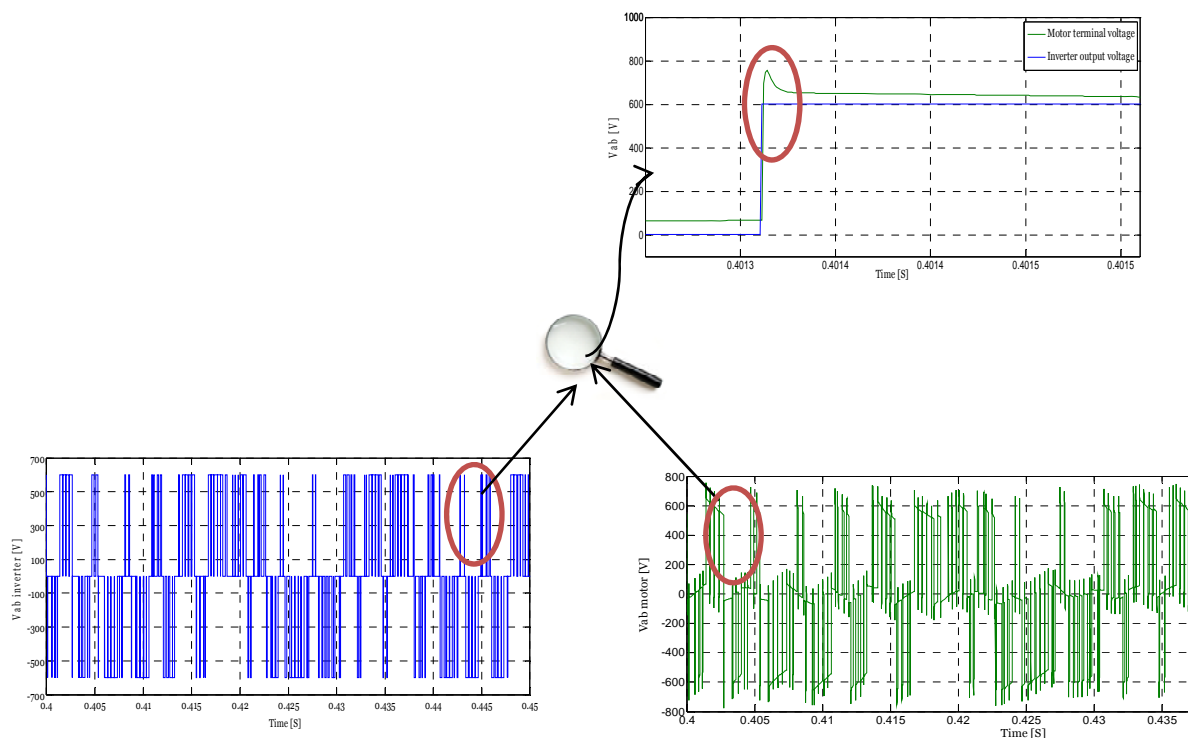 1000
800
600
400
200
0
Vab [V]
Motor terminal voltage
Inverter output voltage
0.4013 0.4014 0.4014 0.4015 0.4015
Time [S]
700
500
300
100
-100
-300
-500
-700
Vab inverter [V]
0.4 0.405 0.41 0.415 0.42 0.425 0.43 0.435 0.44 0.445 0.45
Time [S]
800
600
400
200
0
-200
-400
-600
-800
Vab motor [V]
0.4 0.405 0.41 0.415 0.42 0.425 0.43 0.435
Time [S]